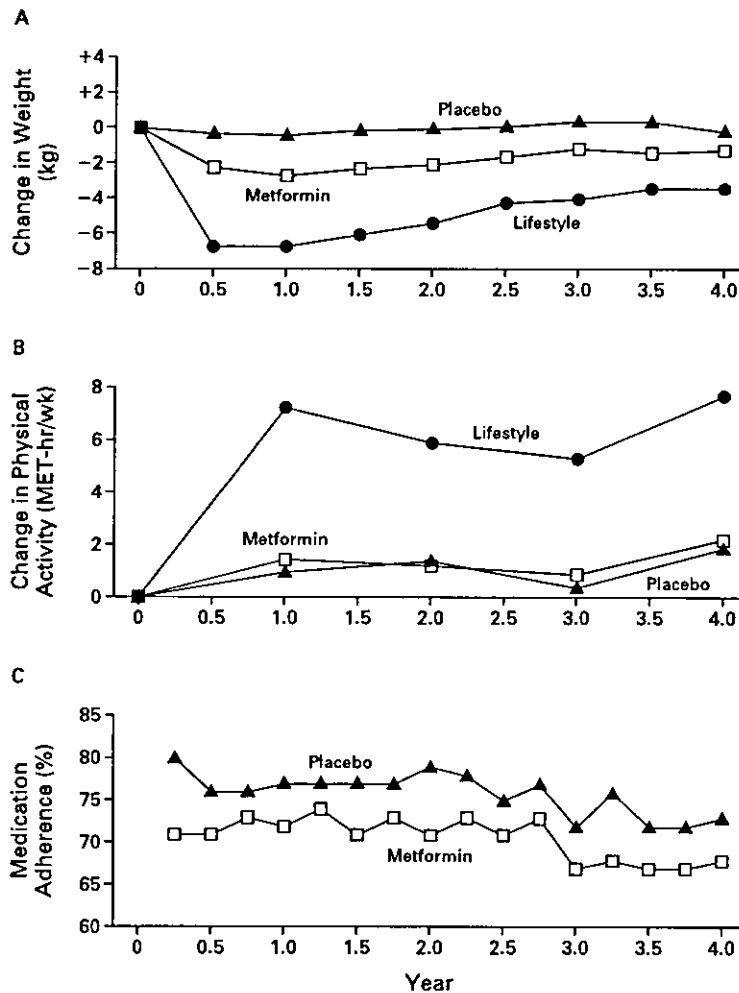 A
Change in Weight
(kg)
+4
+2
0
−2
−4
−6
−8
Placebo
Metformin
Lifestyle
0 0.5 1.0 1.5 2.0 2.5 3.0 3.5 4.0
B
Change in Physical
Activity (MET-hr/wk)
8
6
4
2
0
Lifestyle
Metformin
Placebo
0 0.5 1.0 1.5 2.0 2.5 3.0 3.5 4.0
C
Medication
Adherence (%)
85
80
75
70
65
60
Placebo
Metformin
0 0.5 1.0 1.5 2.0 2.5 3.0 3.5 4.0
Year